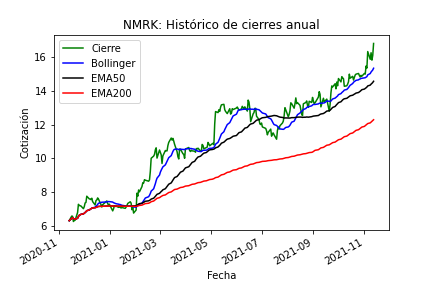 NMRK: Histórico de cierres anual
Cierre
Bollinger
EMA50
EMA200
Cotización
16
14
12
10
8
6
2020-11
2021-01
2021-03
2021-05
2021-07
2021-09
2021-11
Fecha